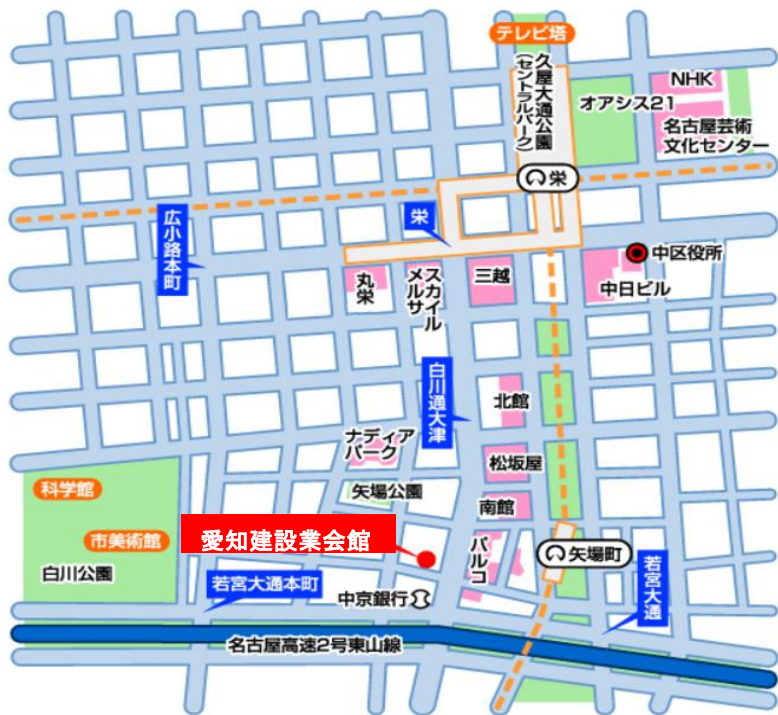 テレビ塔
久屋大通公園
(セントラルパーク)
NHK
オアシス21
名古屋芸術
文化センター
栄
栄
広小路本町
中区役所
丸栄
スカイル
メルサ
三越
中日ビル
白川通大津
北館
ナディア
パーク
松坂屋
科学館
矢場公園
南館
市美術館
愛知建設業会館
パルコ
矢場町
白川公園
若宮大通本町
中京銀行
若宮大通
名古屋高速2号東山線